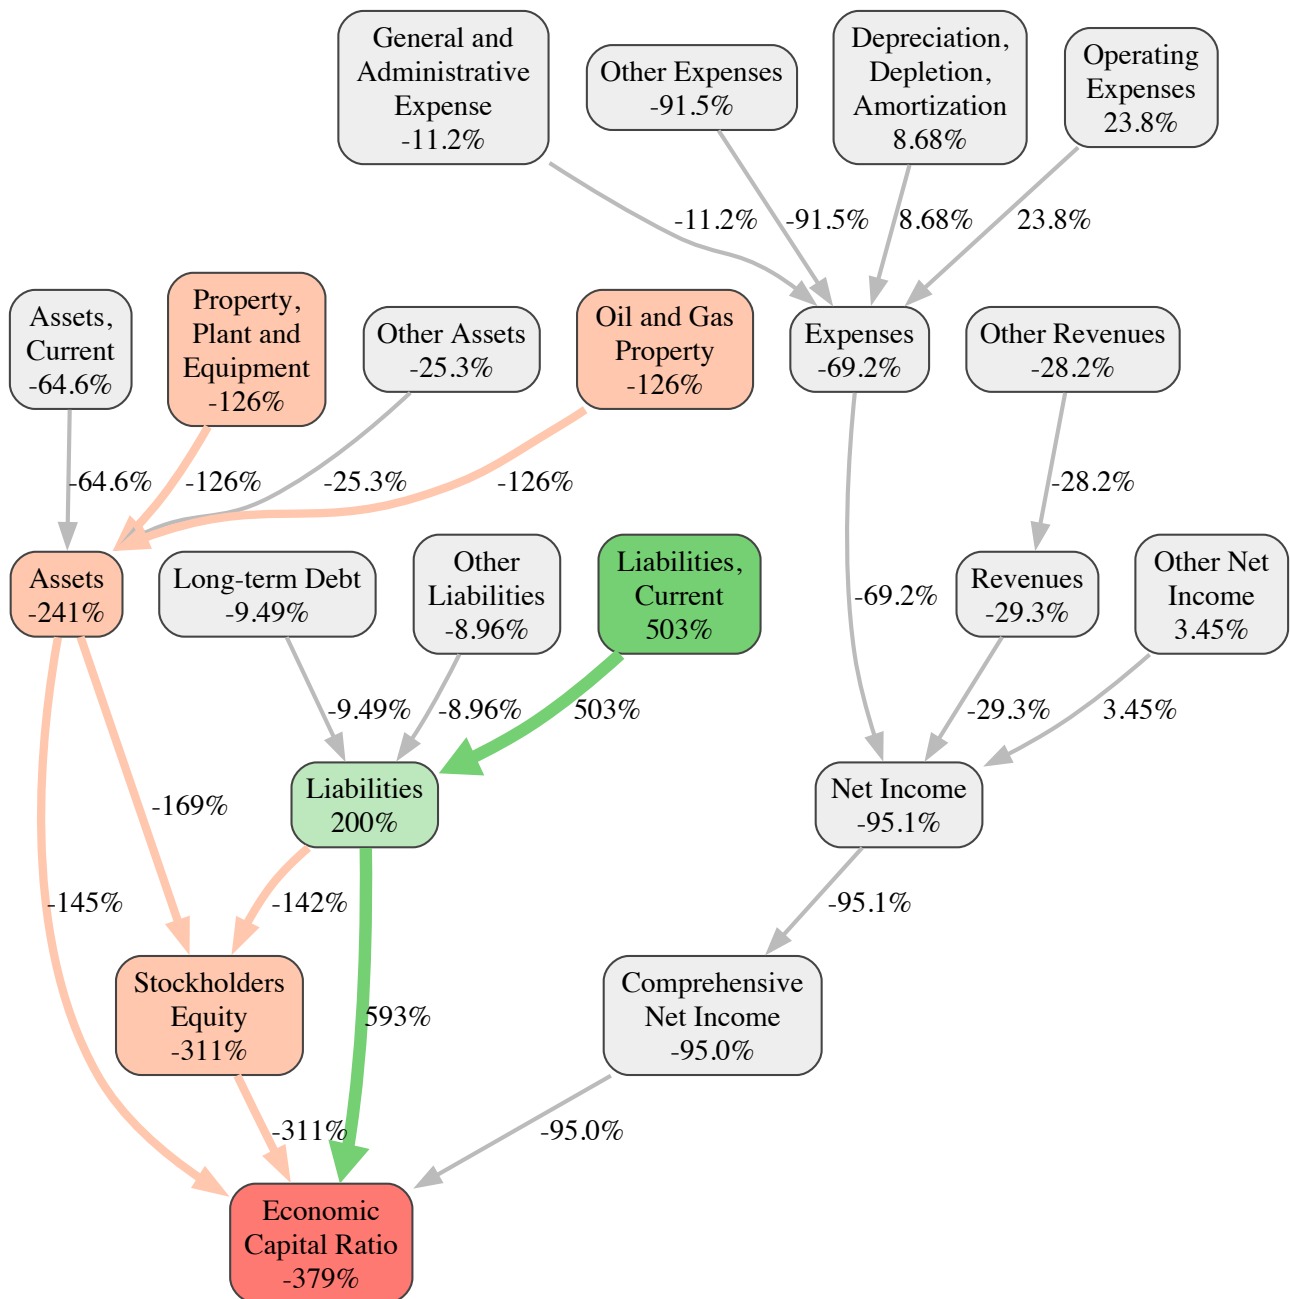 General and
Administrative
Expense
-11.2%
Other Expenses
-91.5%
Depreciation,
Depletion,
Amortization
8.68%
Operating
Expenses
23.8%
-11.2%
-91.5%
8.68%
23.8%
Assets,
Current
-64.6%
Property,
Plant and
Equipment
-126%
Other Assets
-25.3%
Oil and Gas
Property
-126%
Expenses
-69.2%
Other Revenues
-28.2%
-64.6%
-126%
-25.3%
-126%
-28.2%
Assets
-241%
Long-term Debt
-9.49%
Other
Liabilities
-8.96%
Liabilities,
Current
503%
-69.2%
Revenues
-29.3%
Other Net
Income
3.45%
-9.49%
-8.96%
503%
-29.3%
3.45%
-169%
Liabilities
200%
Net Income
-95.1%
-145%
-142%
-95.1%
Stockholders
Equity
-311%
593%
Comprehensive
Net Income
-95.0%
-311%
-95.0%
Economic
Capital Ratio
-379%